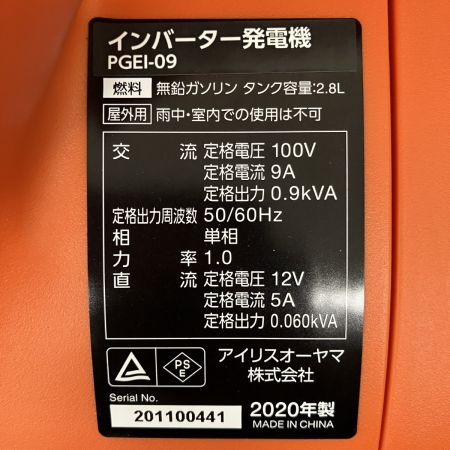 インバーター発電機
PGEI-09
燃料 無鉛ガソリン タンク容量:2.8L
屋外用 雨中・室内での使用は不可
交流 定格電圧 100V
定格電流 9A
定格出力 0.9kVA
定格出力周波数 50/60Hz
相 単相
力率 1.0
直流 定格電圧 12V
定格電流 5A
定格出力 0.060kVA
PS
E
アイリスオーヤマ
株式会社
Serial No.
201100441
2020年製
MADE IN CHINA